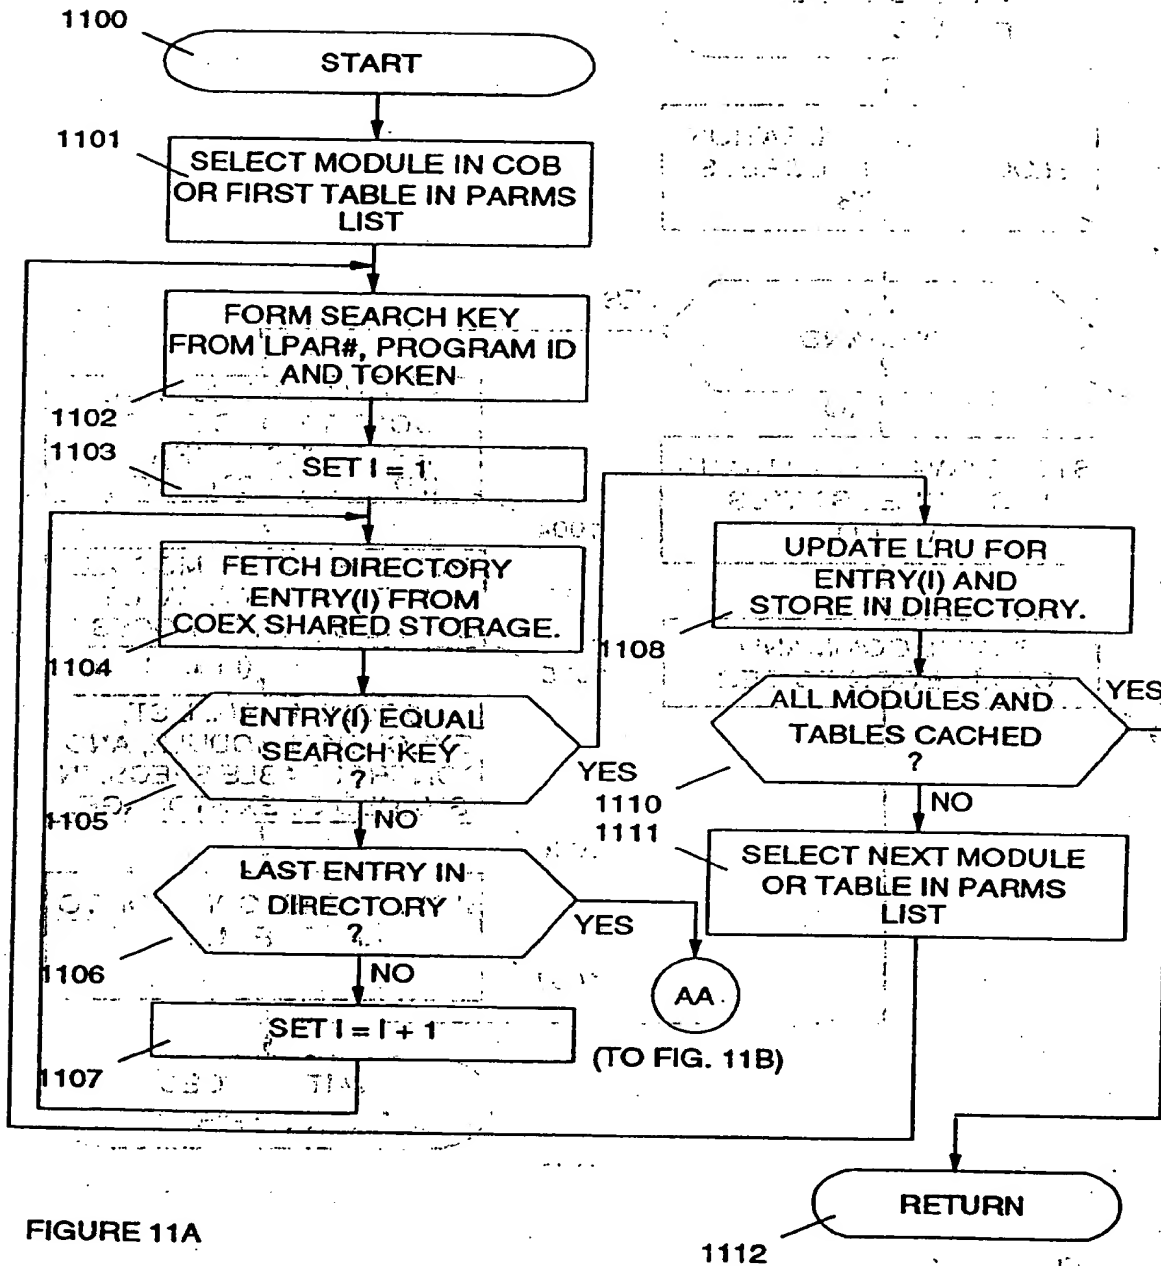 1100
START
1101
SELECT MODULE IN COB
OR FIRST TABLE IN PARMS
LIST
FORM SEARCH KEY
FROM LPAR#, PROGRAM ID
AND TOKEN
1102
1103
SET I = 1
FETCH DIRECTORY
ENTRY(I) FROM
COEX SHARED STORAGE.
1104
ENTRY(I) EQUAL
SEARCH KEY
?
YES
1105
NO
LAST ENTRY IN
DIRECTORY
?
YES
1106
NO
SET I = I + 1
1107
AA
(TO FIG. 11B)
UPDATE LRU FOR
ENTRY(I) AND
STORE IN DIRECTORY.
1108
ALL MODULES AND
TABLES CACHED
?
YES
1110
NO
1111
SELECT NEXT MODULE
OR TABLE IN PARMS
LIST
RETURN
1112
FIGURE 11A